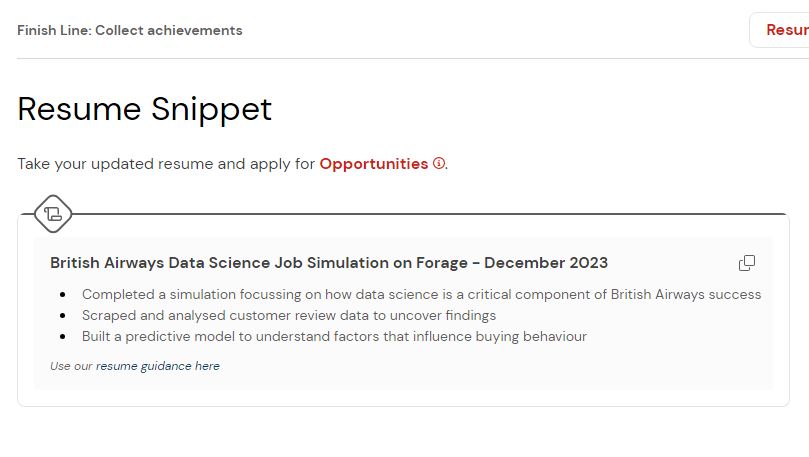 Finish Line: Collect achievements
Resume Snippet
Take your updated resume and apply for Opportunities.
British Airways Data Science Job Simulation on Forage - December 2023
Completed a simulation focussing on how data science is a critical component of British Airways success
Scraped and analysed customer review data to uncover findings
Built a predictive model to understand factors that influence buying behaviour
Use our resume guidance here